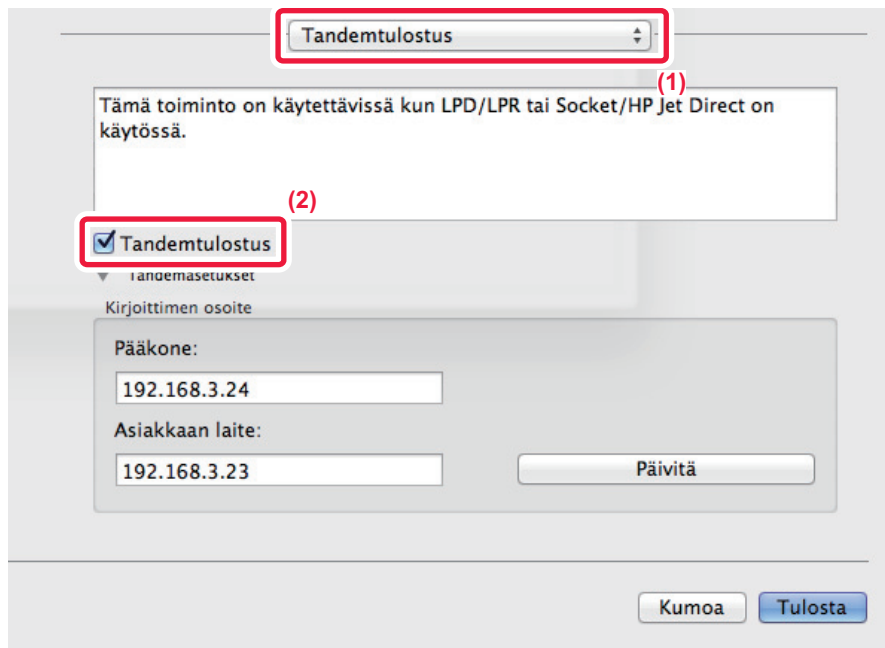 Tandemtulostus
(1)
Tämä toiminto on käytettävissä kun LPD/LPR tai Socket/HP Jet Direct on
käytössä.
(2)
Tandemtulostus
Tandemasetukset
Kirjoittimen osoite
Pääkone:
192.168.3.24
Asiakkaan laite:
192.168.3.23
Päivitä
Kumoa
Tulosta